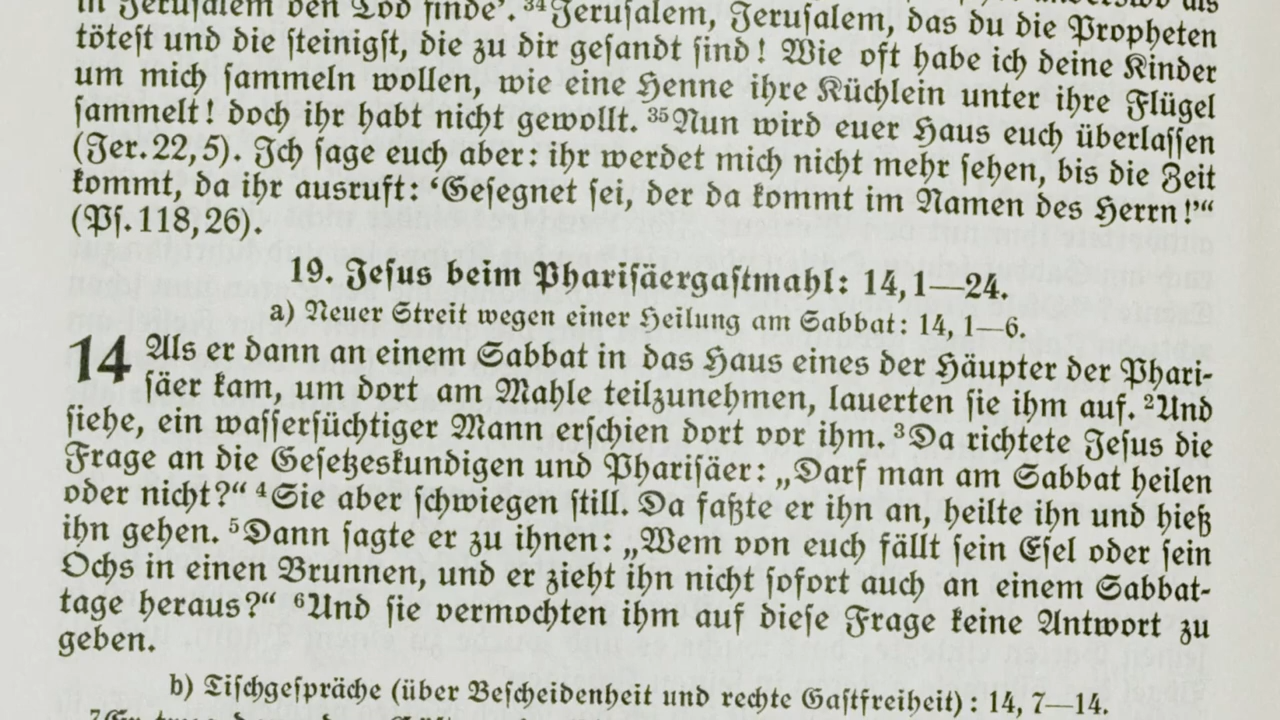 in Jerusalem den Tod finde‘. ³⁴Jerusalem, Jerusalem, das du die Propheten
tötest und die steinigst, die zu dir gesandt sind! Wie oft habe ich deine Kinder
um mich sammeln wollen, wie eine Henne ihre Küchlein unter ihre Flügel
sammelt! doch ihr habt nicht gewollt. ³⁵Nun wird euer Haus euch überlassen
(Jer. 22, 5). Ich sage euch aber: ihr werdet mich nicht mehr sehen, bis die Zeit
kommt, da ihr ausruft: ‚Gesegnet sei, der da kommt im Namen des Herrn!‘“
(Ps. 118, 26).
19. Jesus beim Pharisäergastmahl: 14, 1—24.
a) Neuer Streit wegen einer Heilung am Sabbat: 14, 1—6.
14 Als er dann an einem Sabbat in das Haus eines der Häupter der Phari-
säer kam, um dort am Mahle teilzunehmen, lauerten sie ihm auf. ²Und
siehe, ein wassersüchtiger Mann erschien dort vor ihm. ³Da richtete Jesus die
Frage an die Gesetzeskundigen und Pharisäer: „Darf man am Sabbat heilen
oder nicht?“ ⁴Sie aber schwiegen still. Da faßte er ihn an, heilte ihn und hieß
ihn gehen. ⁵Dann sagte er zu ihnen: „Wem von euch fällt sein Esel oder sein
Ochs in einen Brunnen, und er zieht ihn nicht sofort auch an einem Sabbat-
tage heraus?“ ⁶Und sie vermochten ihm auf diese Frage keine Antwort zu
geben.
b) Tischgespräche (über Bescheidenheit und rechte Gastfreiheit): 14, 7—14.